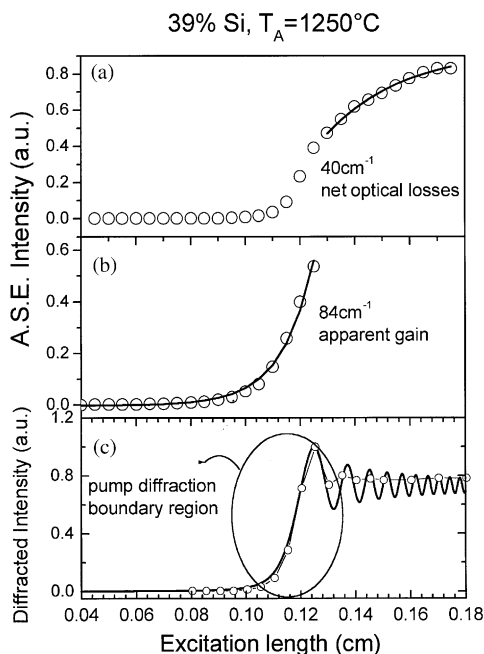 39% Si, T_A=1250°C
(a)
0.8
0.6
0.4
0.2
0.0
40cm⁻¹
net optical losses
A.S.E. Intensity (a.u.)
(b)
0.6
0.4
0.2
0.0
84cm⁻¹
apparent gain
(c)
1.2
0.8
0.4
0.0
Diffracted Intensity (a.u.)
pump diffraction
boundary region
0.04 0.06 0.08 0.10 0.12 0.14 0.16 0.18
Excitation length (cm)